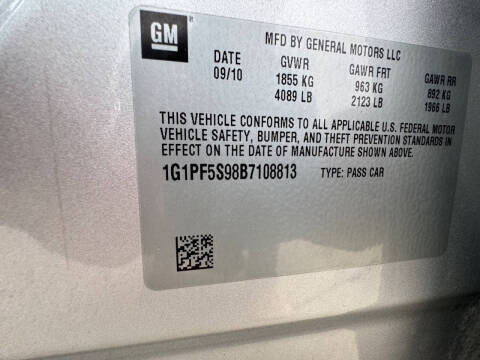 GM
MFD BY GENERAL MOTORS LLC
DATE GVWR GAWR FRT GAWR RR
09/10 1855 KG 963 KG 892 KG
4089 LB 2123 LB 1966 LB
THIS VEHICLE CONFORMS TO ALL APPLICABLE U.S. FEDERAL MOTOR
VEHICLE SAFETY, BUMPER, AND THEFT PREVENTION STANDARDS IN
EFFECT ON THE DATE OF MANUFACTURE SHOWN ABOVE.
1G1PF5S98B7108813 TYPE: PASS CAR